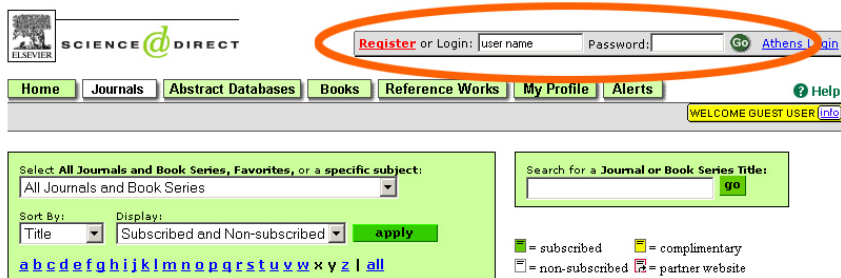 ELSEVIER
SCIENCE @ DIRECT
Register or Login: user name Password: Go Athens Login
Home Journals Abstract Databases Books Reference Works My Profile Alerts ? Help
WELCOME GUEST USER info
Select All Journals and Book Series, Favorites, or a specific subject:
All Journals and Book Series
Sort By: Display:
Title Subscribed and Non-subscribed apply
a b c d e f g h i j k l m n o p q r s t u v w x y z | all
Search for a Journal or Book Series Title:
go
= subscribed = complimentary
= non-subscribed = partner website